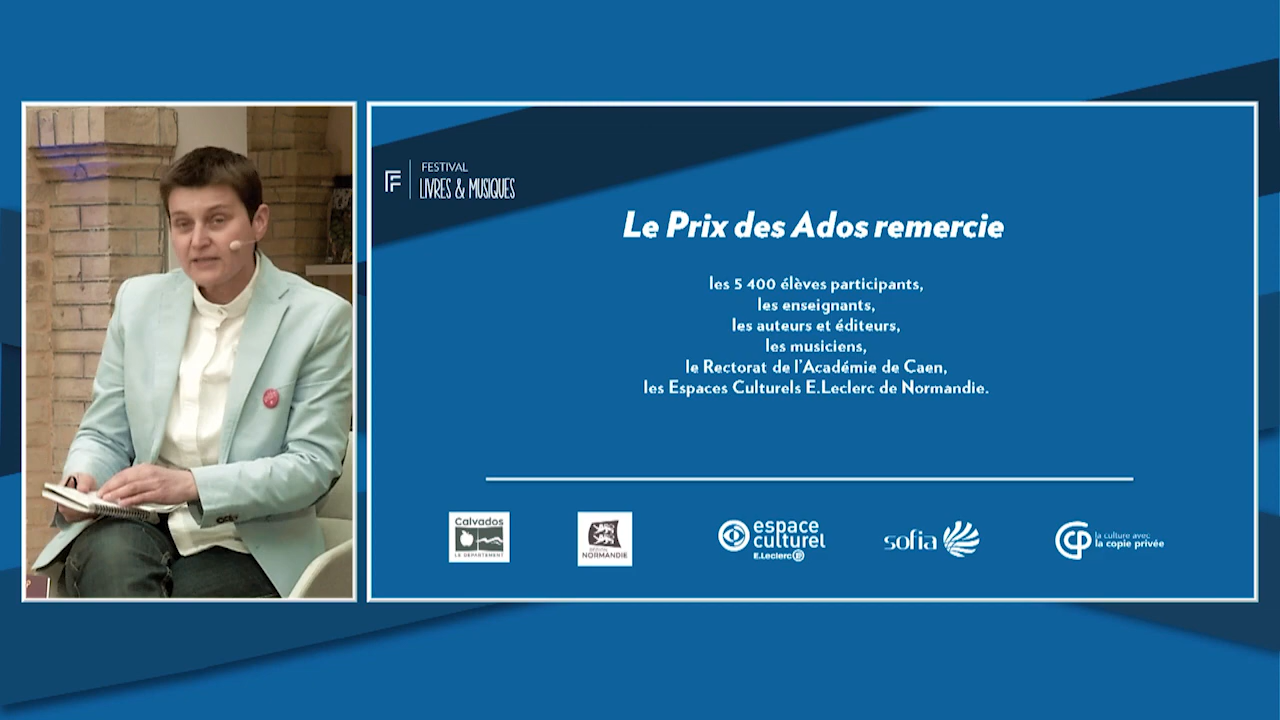 FESTIVAL
LIVRES & MUSIQUES
Le Prix des Ados remercie
les 5 400 élèves participants,
les enseignants,
les auteurs et éditeurs,
les musiciens,
le Rectorat de l'Académie de Caen,
les Espaces Culturels E.Leclerc de Normandie.
Calvados
LE DÉPARTEMENT
RÉGION
NORMANDIE
espace
culturel
E.Leclerc
sofia
CP
la culture avec
la copie privée